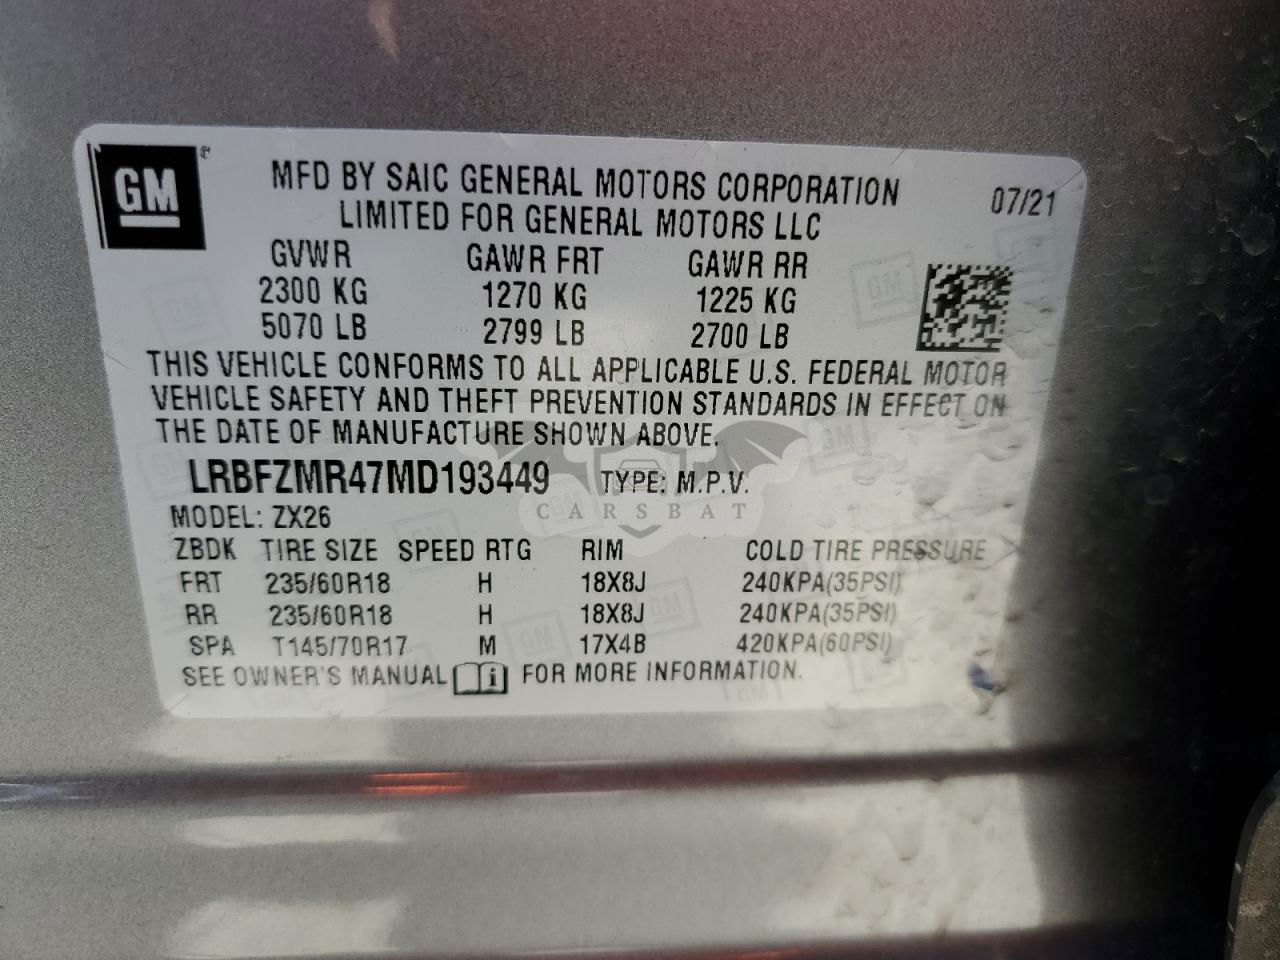 GM
MFD BY SAIC GENERAL MOTORS CORPORATION 07/21
LIMITED FOR GENERAL MOTORS LLC
GVWR GAWR FRT GAWR RR
2300 KG 1270 KG 1225 KG
5070 LB 2799 LB 2700 LB
THIS VEHICLE CONFORMS TO ALL APPLICABLE U.S. FEDERAL MOTOR
VEHICLE SAFETY AND THEFT PREVENTION STANDARDS IN EFFECT ON
THE DATE OF MANUFACTURE SHOWN ABOVE.
LRBFZMR47MD193449 TYPE: M.P.V.
CARSBAT
MODEL: ZX26
ZBDK TIRE SIZE SPEED RTG RIM COLD TIRE PRESSURE
FRT 235/60R18 H 18X8J 240KPA(35PSI)
RR 235/60R18 H 18X8J 240KPA(35PSI)
SPA T145/70R17 M 17X4B 420KPA(60PSI)
SEE OWNER'S MANUAL i FOR MORE INFORMATION.